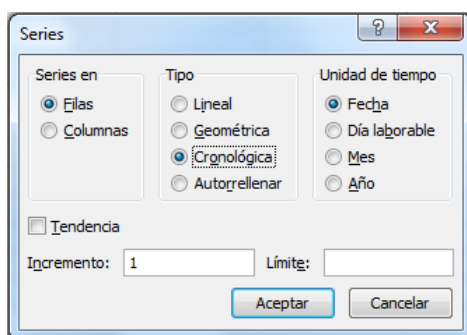 Series
Series en
Filas
Columnas
Tipo
Lineal
Geométrica
Cronológica
Autorrellenar
Unidad de tiempo
Fecha
Día laborable
Mes
Año
Tendencia
Incremento: 1 Límite:
Aceptar Cancelar